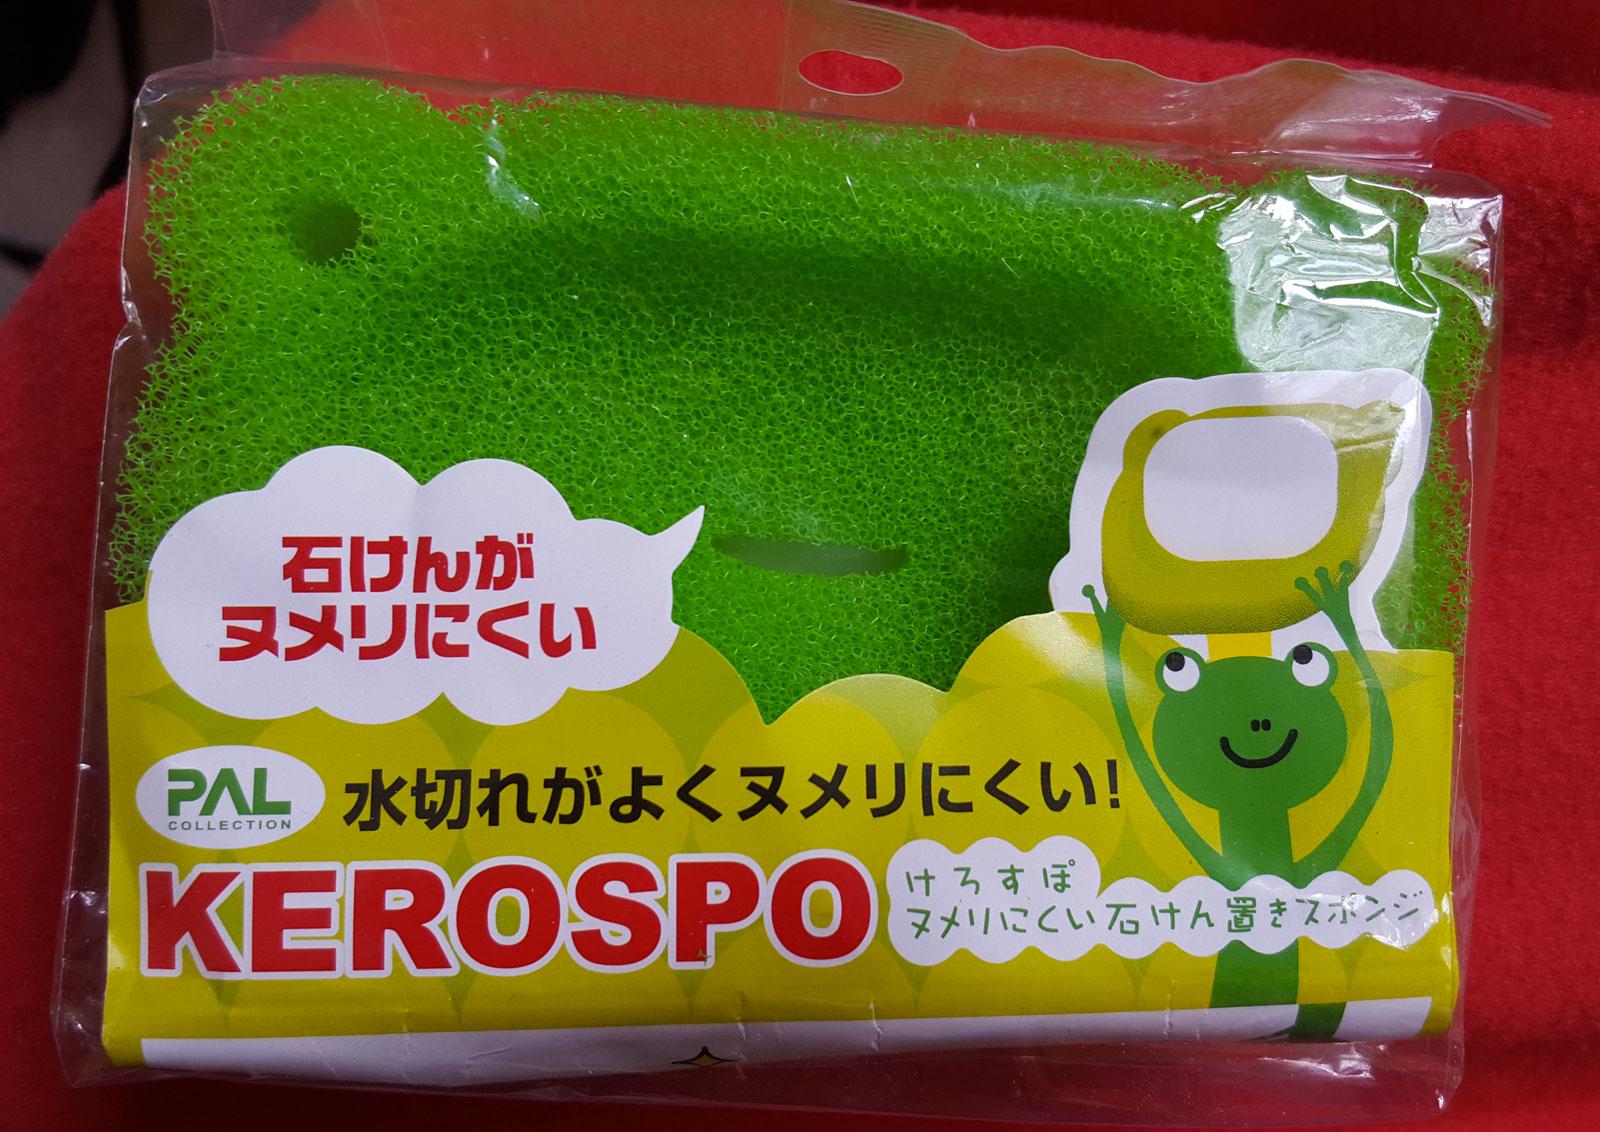 石けんが
ヌメリにくい
PAL
COLLECTION
水切れがよくヌメリにくい!
KEROSPO
けろすぽ
ヌメリにくい石けん置きスポンジ